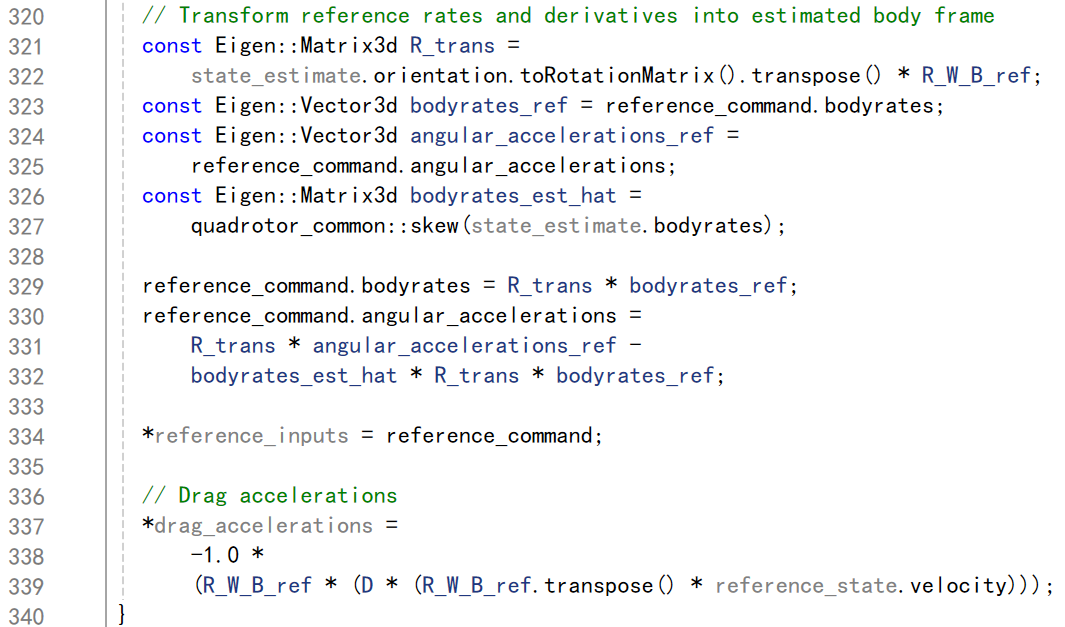 320 // Transform reference rates and derivatives into estimated body frame
321 const Eigen::Matrix3d R_trans =
322 state_estimate.orientation.toRotationMatrix().transpose() * R_W_B_ref;
323 const Eigen::Vector3d bodyrates_ref = reference_command.bodyrates;
324 const Eigen::Vector3d angular_accelerations_ref =
325 reference_command.angular_accelerations;
326 const Eigen::Matrix3d bodyrates_est_hat =
327 quadrotor_common::skew(state_estimate.bodyrates);
328
329 reference_command.bodyrates = R_trans * bodyrates_ref;
330 reference_command.angular_accelerations =
331 R_trans * angular_accelerations_ref -
332 bodyrates_est_hat * R_trans * bodyrates_ref;
333
334 *reference_inputs = reference_command;
335
336 // Drag accelerations
337 *drag_accelerations =
338 -1.0 *
339 (R_W_B_ref * (D * (R_W_B_ref.transpose() * reference_state.velocity)));
340 }